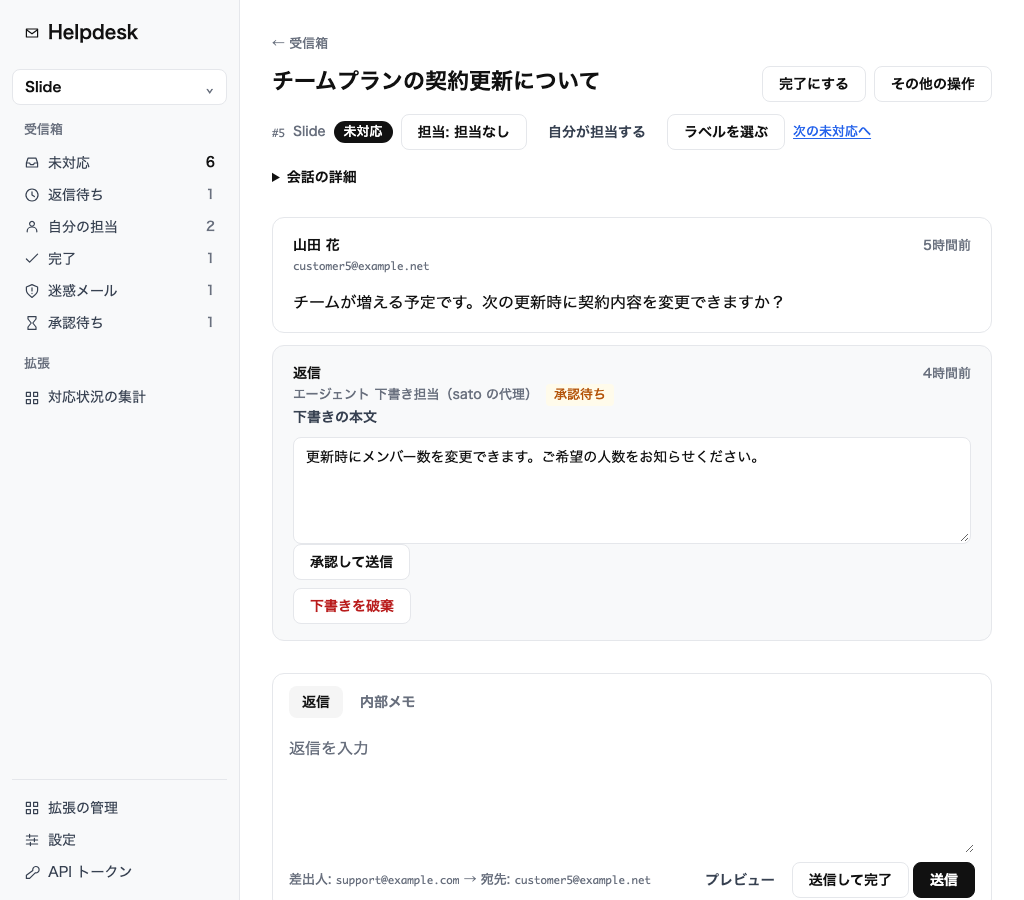 Helpdesk
Slide
受信箱
未対応 6
返信待ち 1
自分の担当 2
完了 1
迷惑メール 1
承認待ち 1
拡張
対応状況の集計
拡張の管理
設定
API トークン
← 受信箱
チームプランの契約更新について
完了にする
その他の操作
#5 Slide 未対応 担当: 担当なし 自分が担当する ラベルを選ぶ 次の未対応へ
▶ 会話の詳細
山田 花 5時間前
customer5@example.net
チームが増える予定です。次の更新時に契約内容を変更できますか？
返信 4時間前
エージェント 下書き担当（sato の代理） 承認待ち
下書きの本文
更新時にメンバー数を変更できます。ご希望の人数をお知らせください。
承認して送信
下書きを破棄
返信 内部メモ
返信を入力
差出人: support@example.com → 宛先: customer5@example.net プレビュー 送信して完了 送信